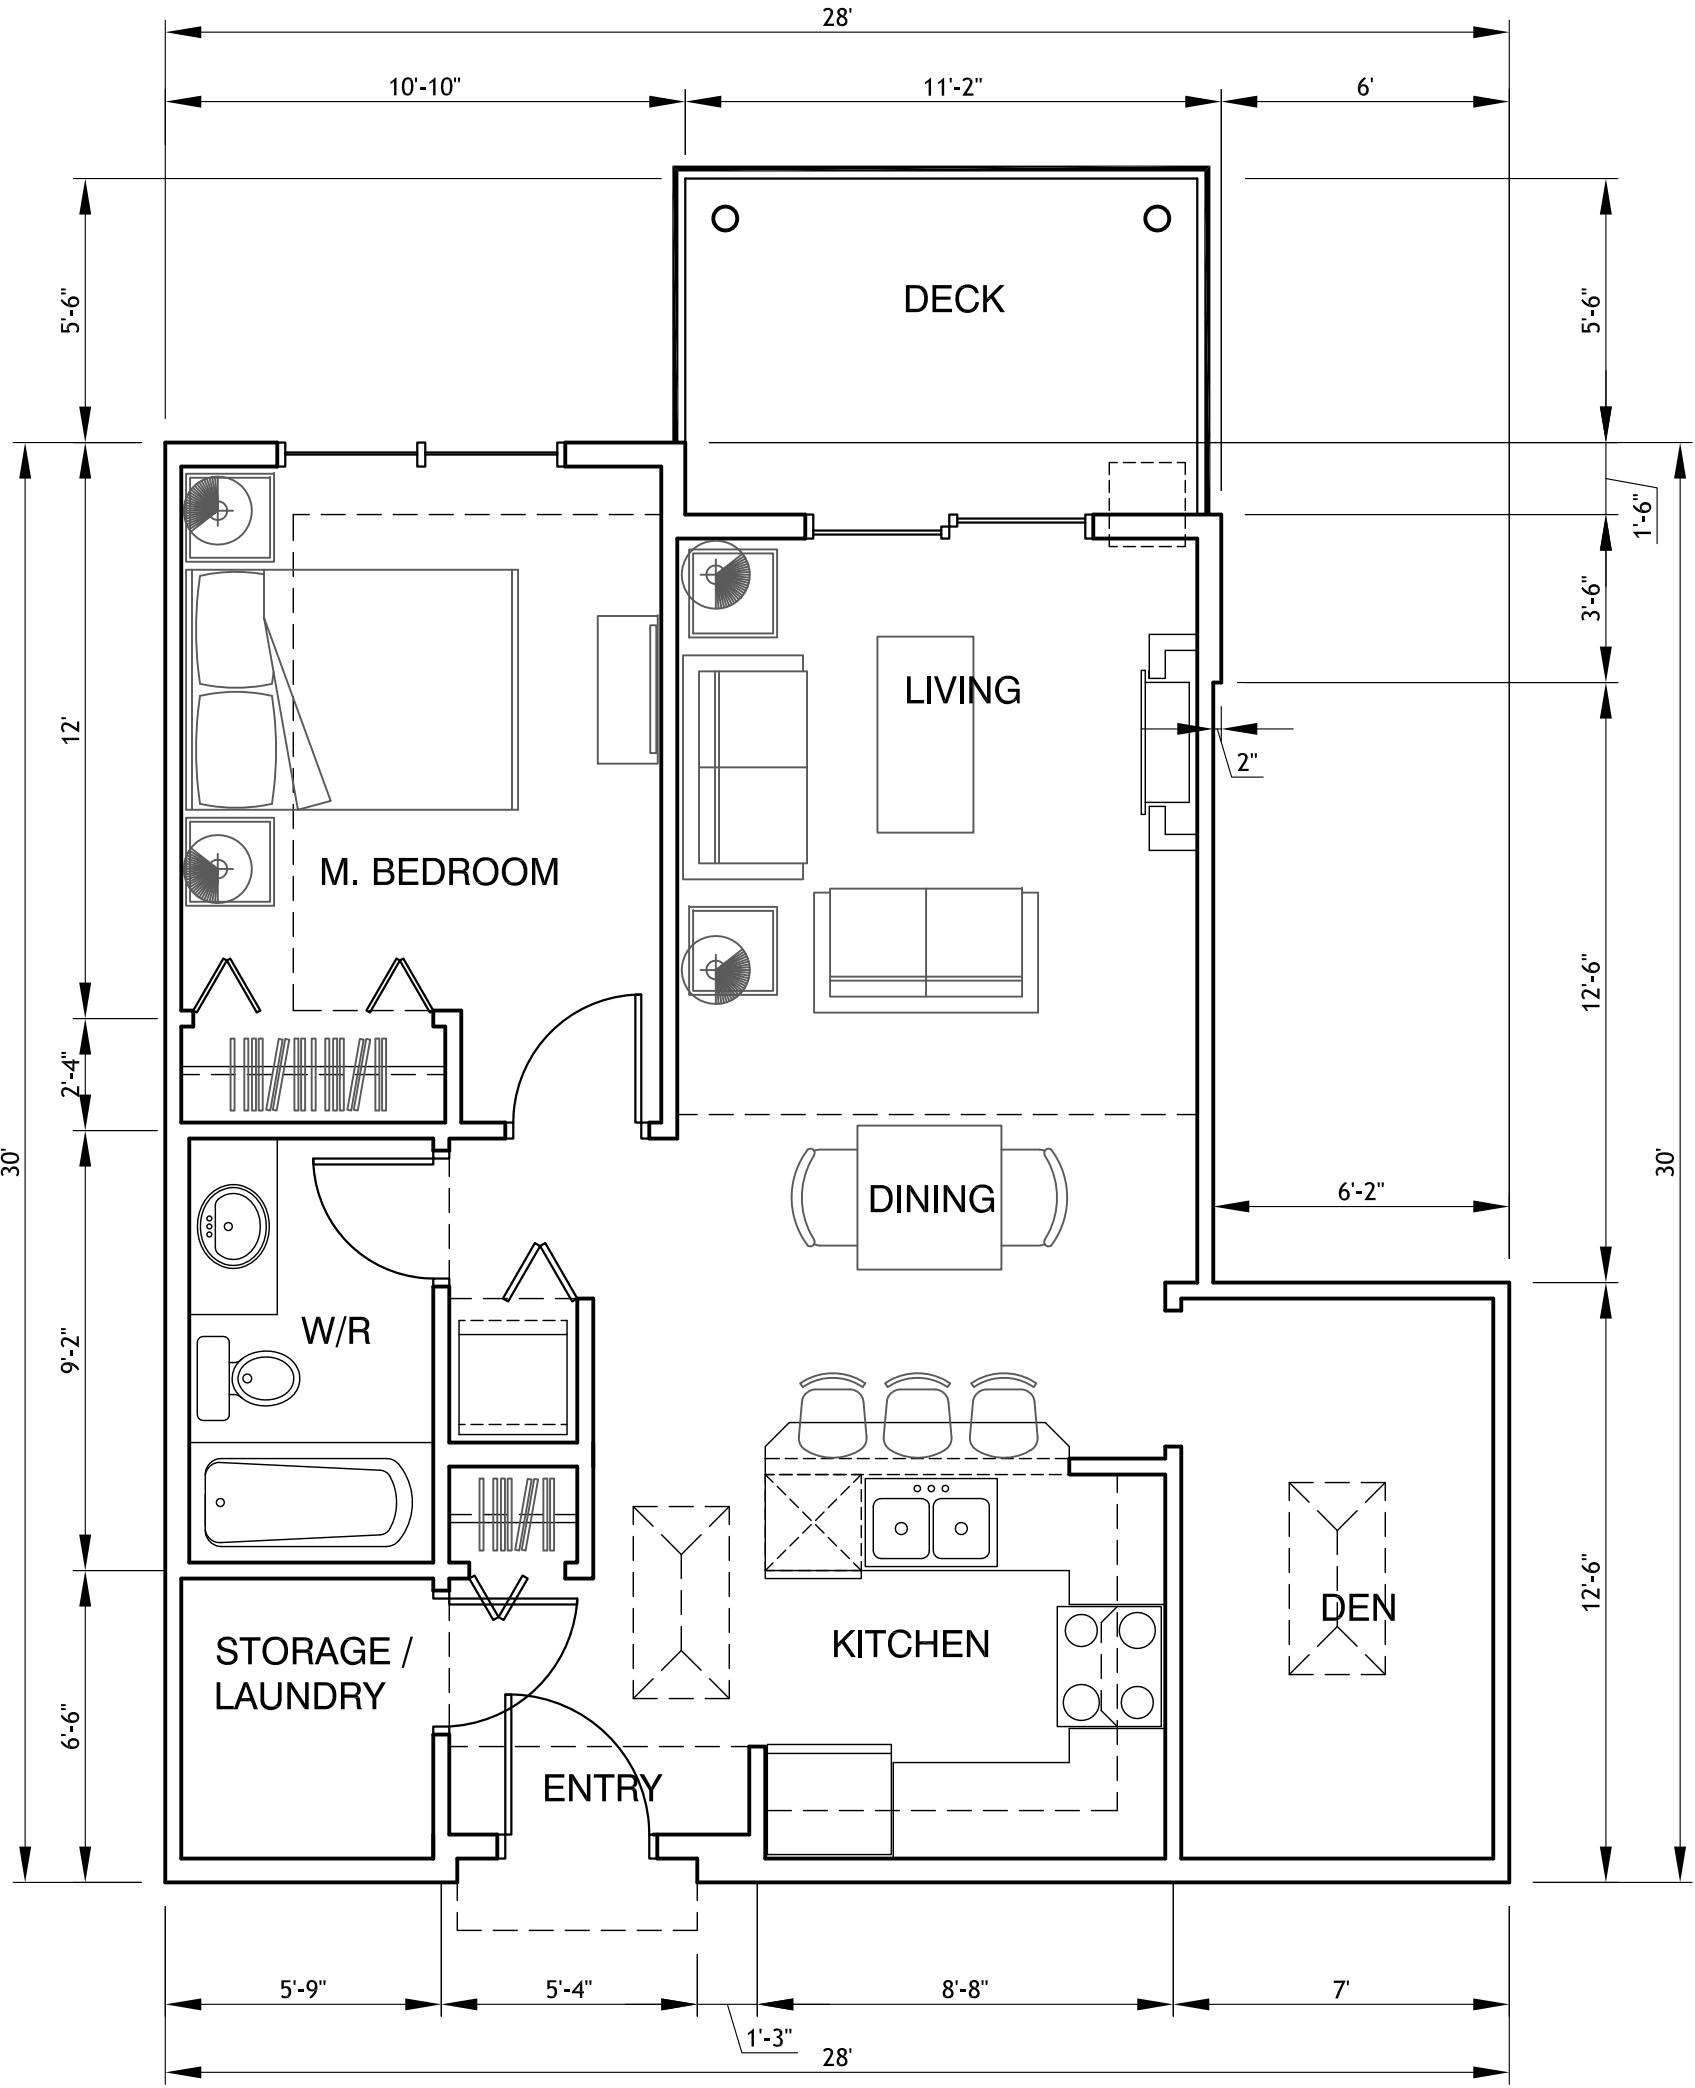 28'
10'-10"
11'-2"
6'
5'-6"
5'-6"
DECK
1'-6"
3'-6"
12'
LIVING
2"
M. BEDROOM
12'-6"
2'-4"
30'
30'
6'-2"
DINING
W/R
9'-2"
12'-6"
DEN
STORAGE /
LAUNDRY
KITCHEN
6'-6"
ENTRY
5'-9"
5'-4"
8'-8"
7'
1'-3"
28'